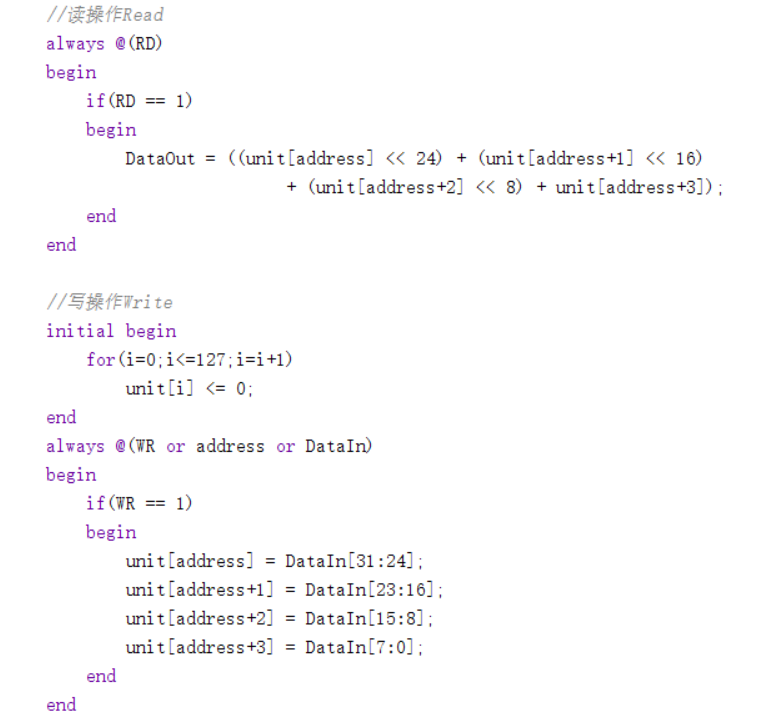 //读操作Read
always @(RD)
begin
    if(RD == 1)
    begin
        DataOut = ((unit[address] << 24) + (unit[address+1] << 16)
                        + (unit[address+2] << 8) + unit[address+3]);
    end
end

//写操作Write
initial begin
    for(i=0;i<=127;i=i+1)
        unit[i] <= 0;
end
always @(WR or address or DataIn)
begin
    if(WR == 1)
    begin
        unit[address] = DataIn[31:24];
        unit[address+1] = DataIn[23:16];
        unit[address+2] = DataIn[15:8];
        unit[address+3] = DataIn[7:0];
    end
end